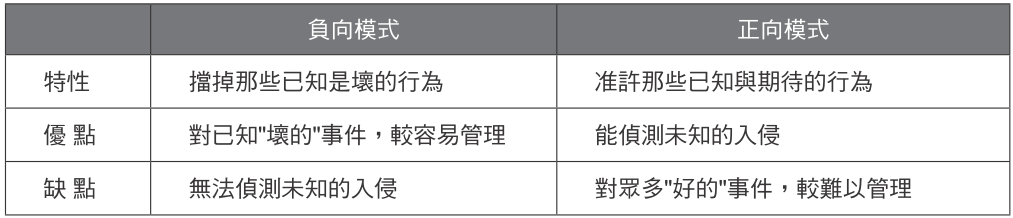 負向模式 正向模式
特性 擋掉那些已知是壞的行為 准許那些已知與期待的行為
優 點 對已知"壞的"事件，較容易管理 能偵測未知的入侵
缺 點 無法偵測未知的入侵 對眾多"好的"事件，較難以管理